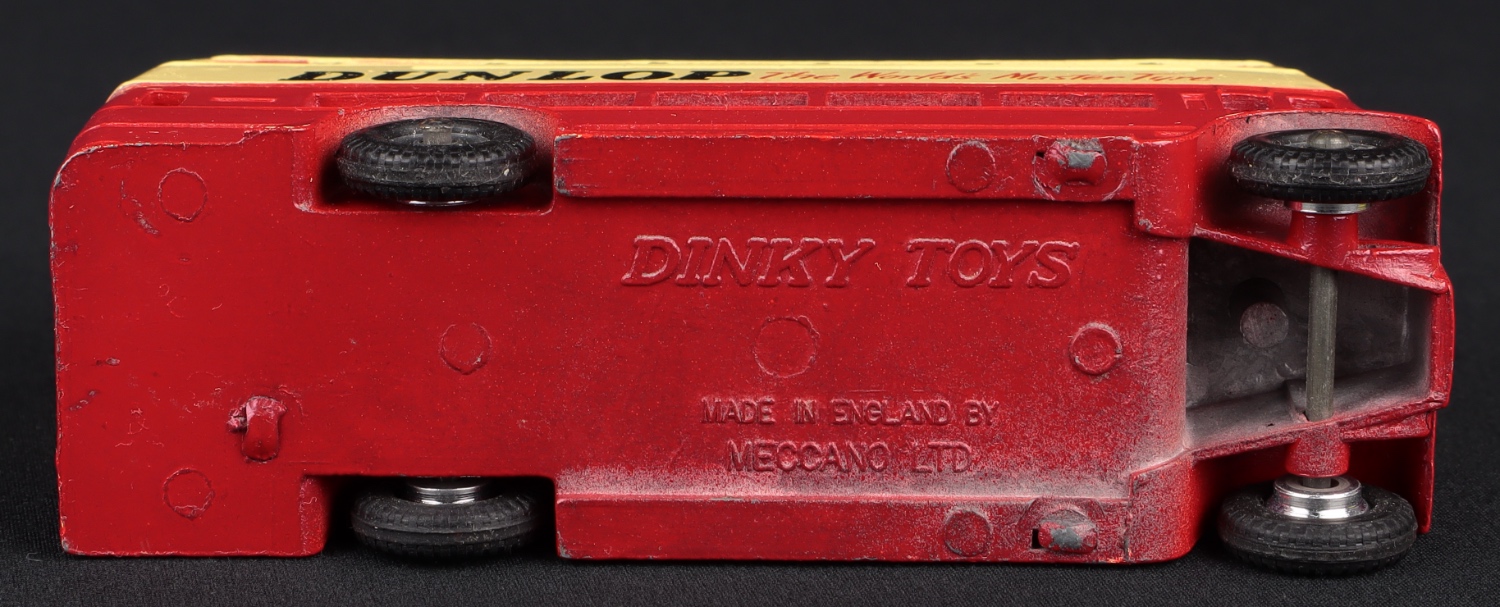 DUNLOP The World's Master Tyre
DINKY TOYS
MADE IN ENGLAND BY
MECCANO LTD.